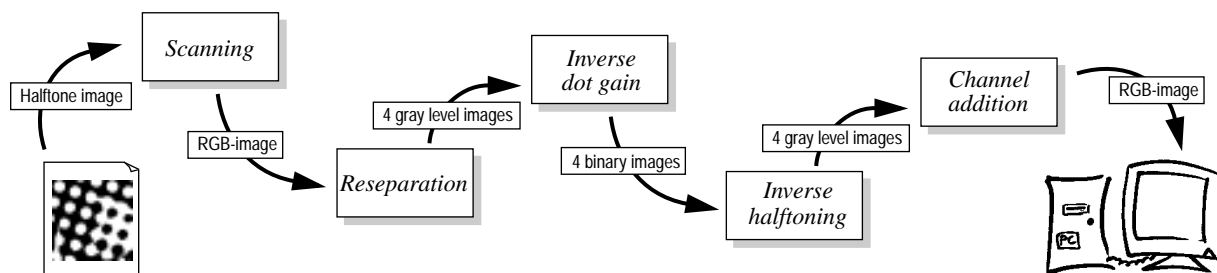 Halftone image
Scanning
RGB-image
Reseparation
4 gray level images
Inverse
dot gain
4 binary images
Inverse
halftoning
4 gray level images
Channel
addition
RGB-image
PC